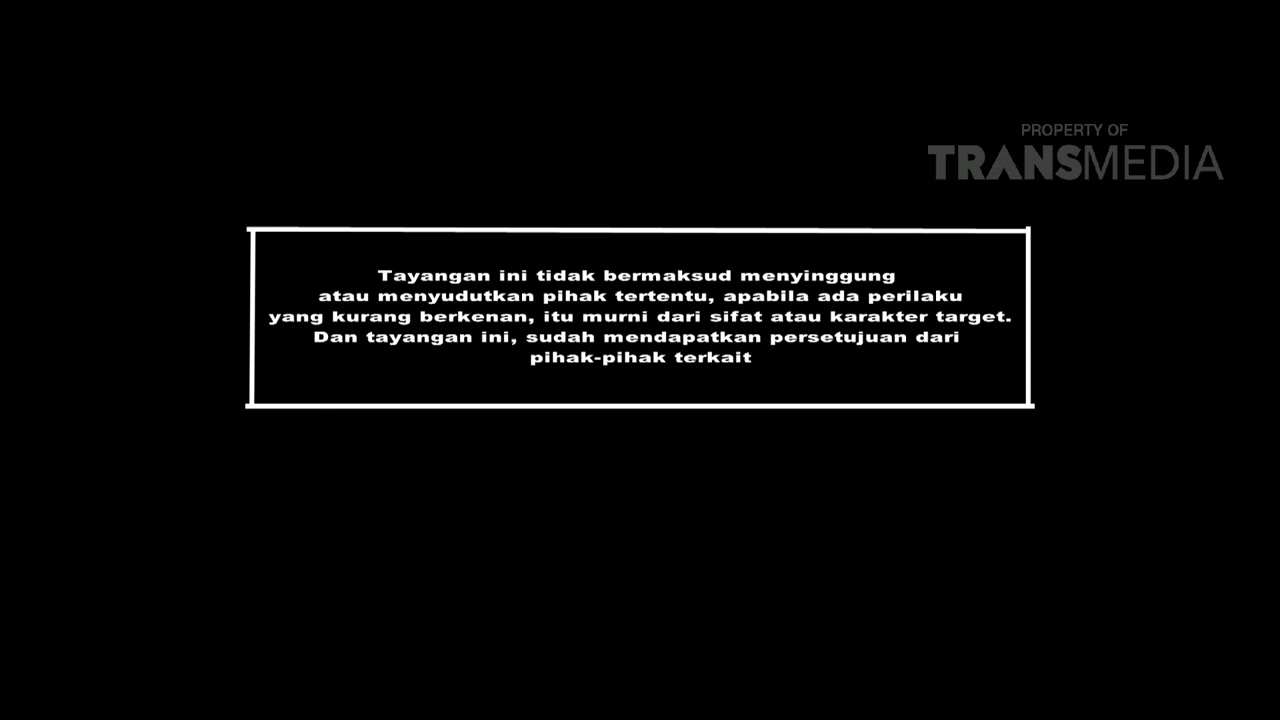 PROPERTY OF
TRANSMEDIA
Tayangan ini tidak bermaksud menyinggung
atau menyudutkan pihak tertentu, apabila ada perilaku
yang kurang berkenan, itu murni dari sifat atau karakter target.
Dan tayangan ini, sudah mendapatkan persetujuan dari
pihak-pihak terkait